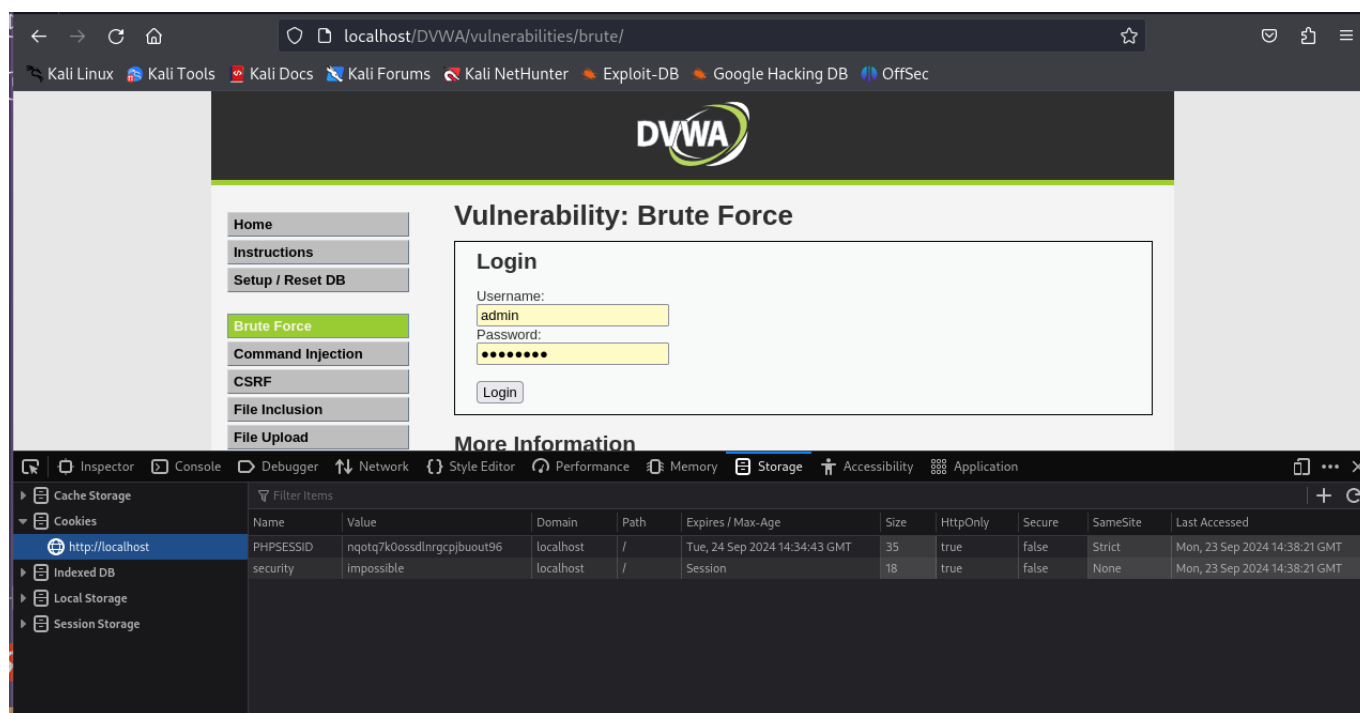 localhost/DVWA/vulnerabilities/brute/
Kali Linux Kali Tools Kali Docs Kali Forums Kali NetHunter Exploit-DB Google Hacking DB OffSec
DVWA
Home
Instructions
Setup / Reset DB
Brute Force
Command Injection
CSRF
File Inclusion
File Upload
Vulnerability: Brute Force
Login
Username:
admin
Password:
••••••••
Login
More Information
Inspector Console Debugger Network Style Editor Performance Memory Storage Accessibility Application
Cache Storage
Cookies
http://localhost
Indexed DB
Local Storage
Session Storage
Filter Items
Name Value Domain Path Expires / Max-Age Size HttpOnly Secure SameSite Last Accessed
PHPSESSID nqotq7k0ossdlnrgcpjbuout96 localhost / Tue, 24 Sep 2024 14:34:43 GMT 35 true false Strict Mon, 23 Sep 2024 14:38:21 GMT
security impossible localhost / Session 18 true false None Mon, 23 Sep 2024 14:38:21 GMT